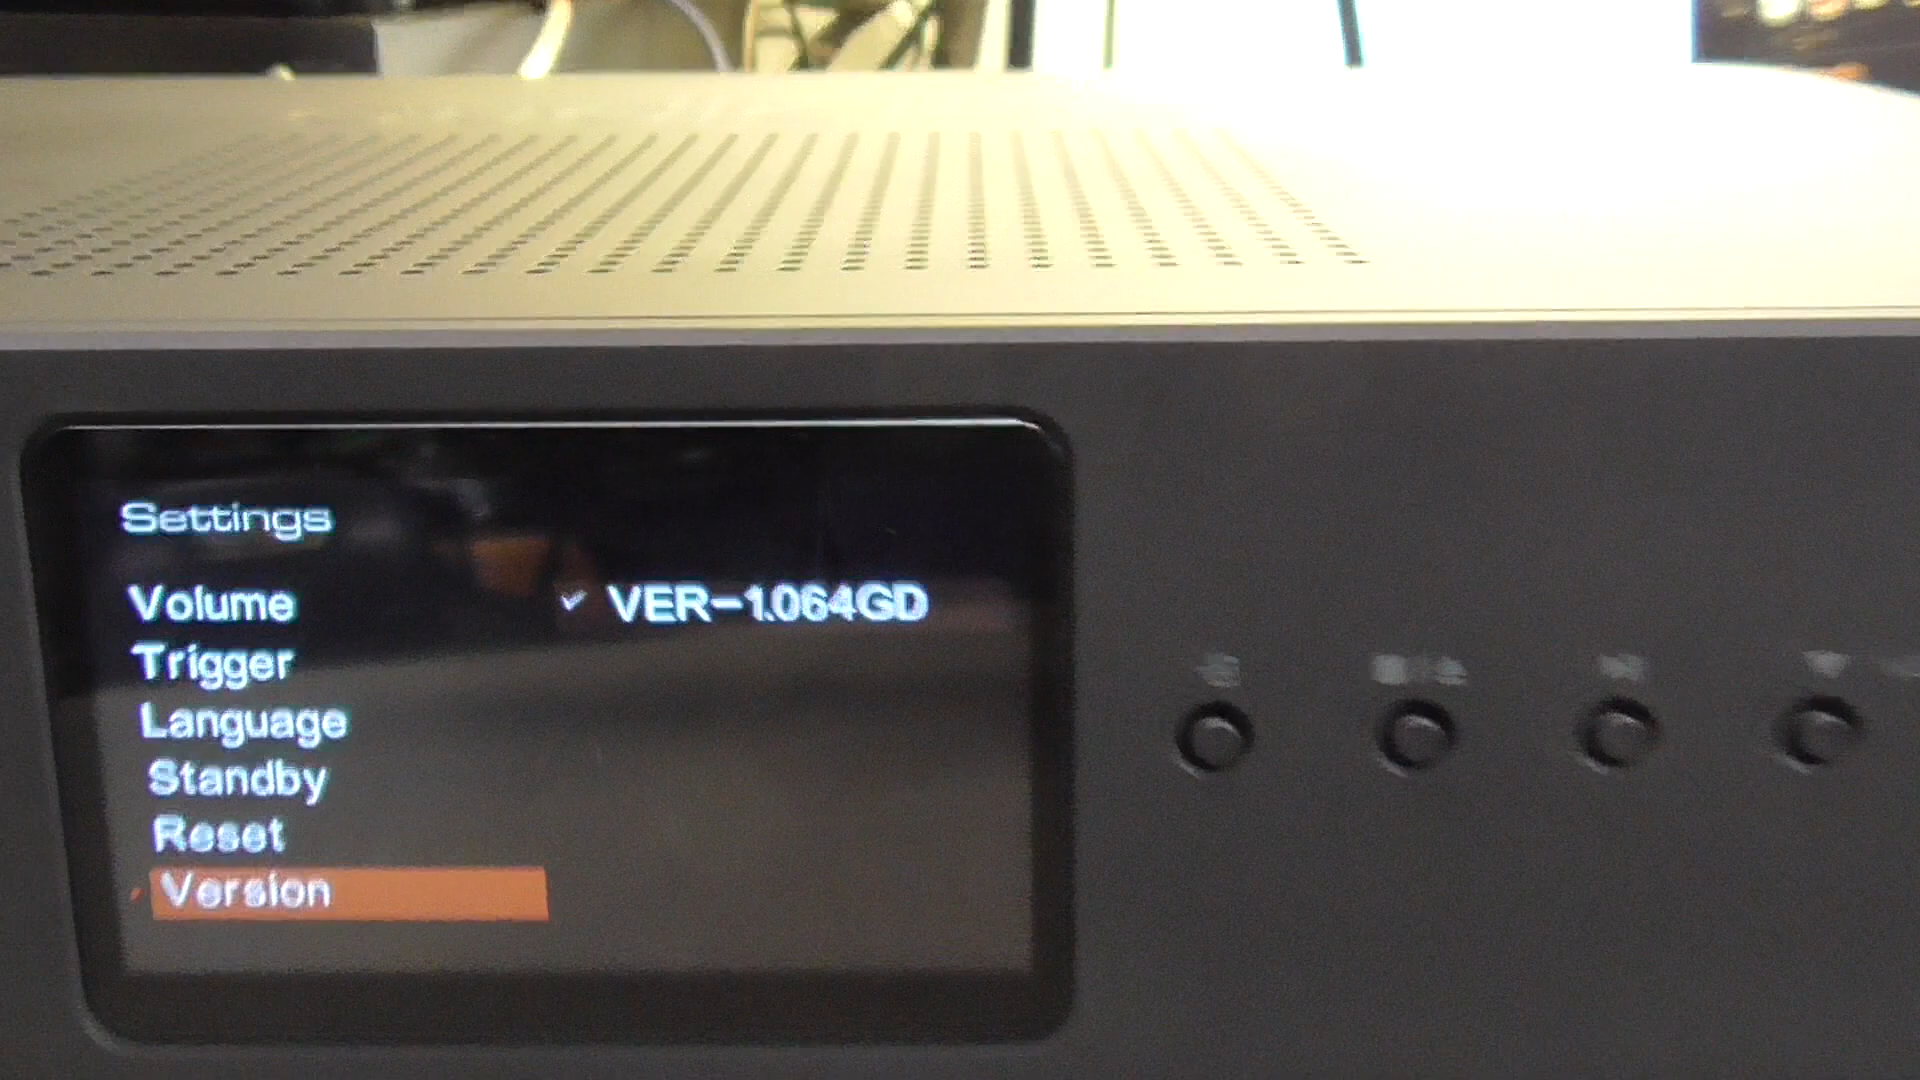 Settings
Volume ✓ VER-1.064GD
Trigger
Language
Standby
Reset
Version